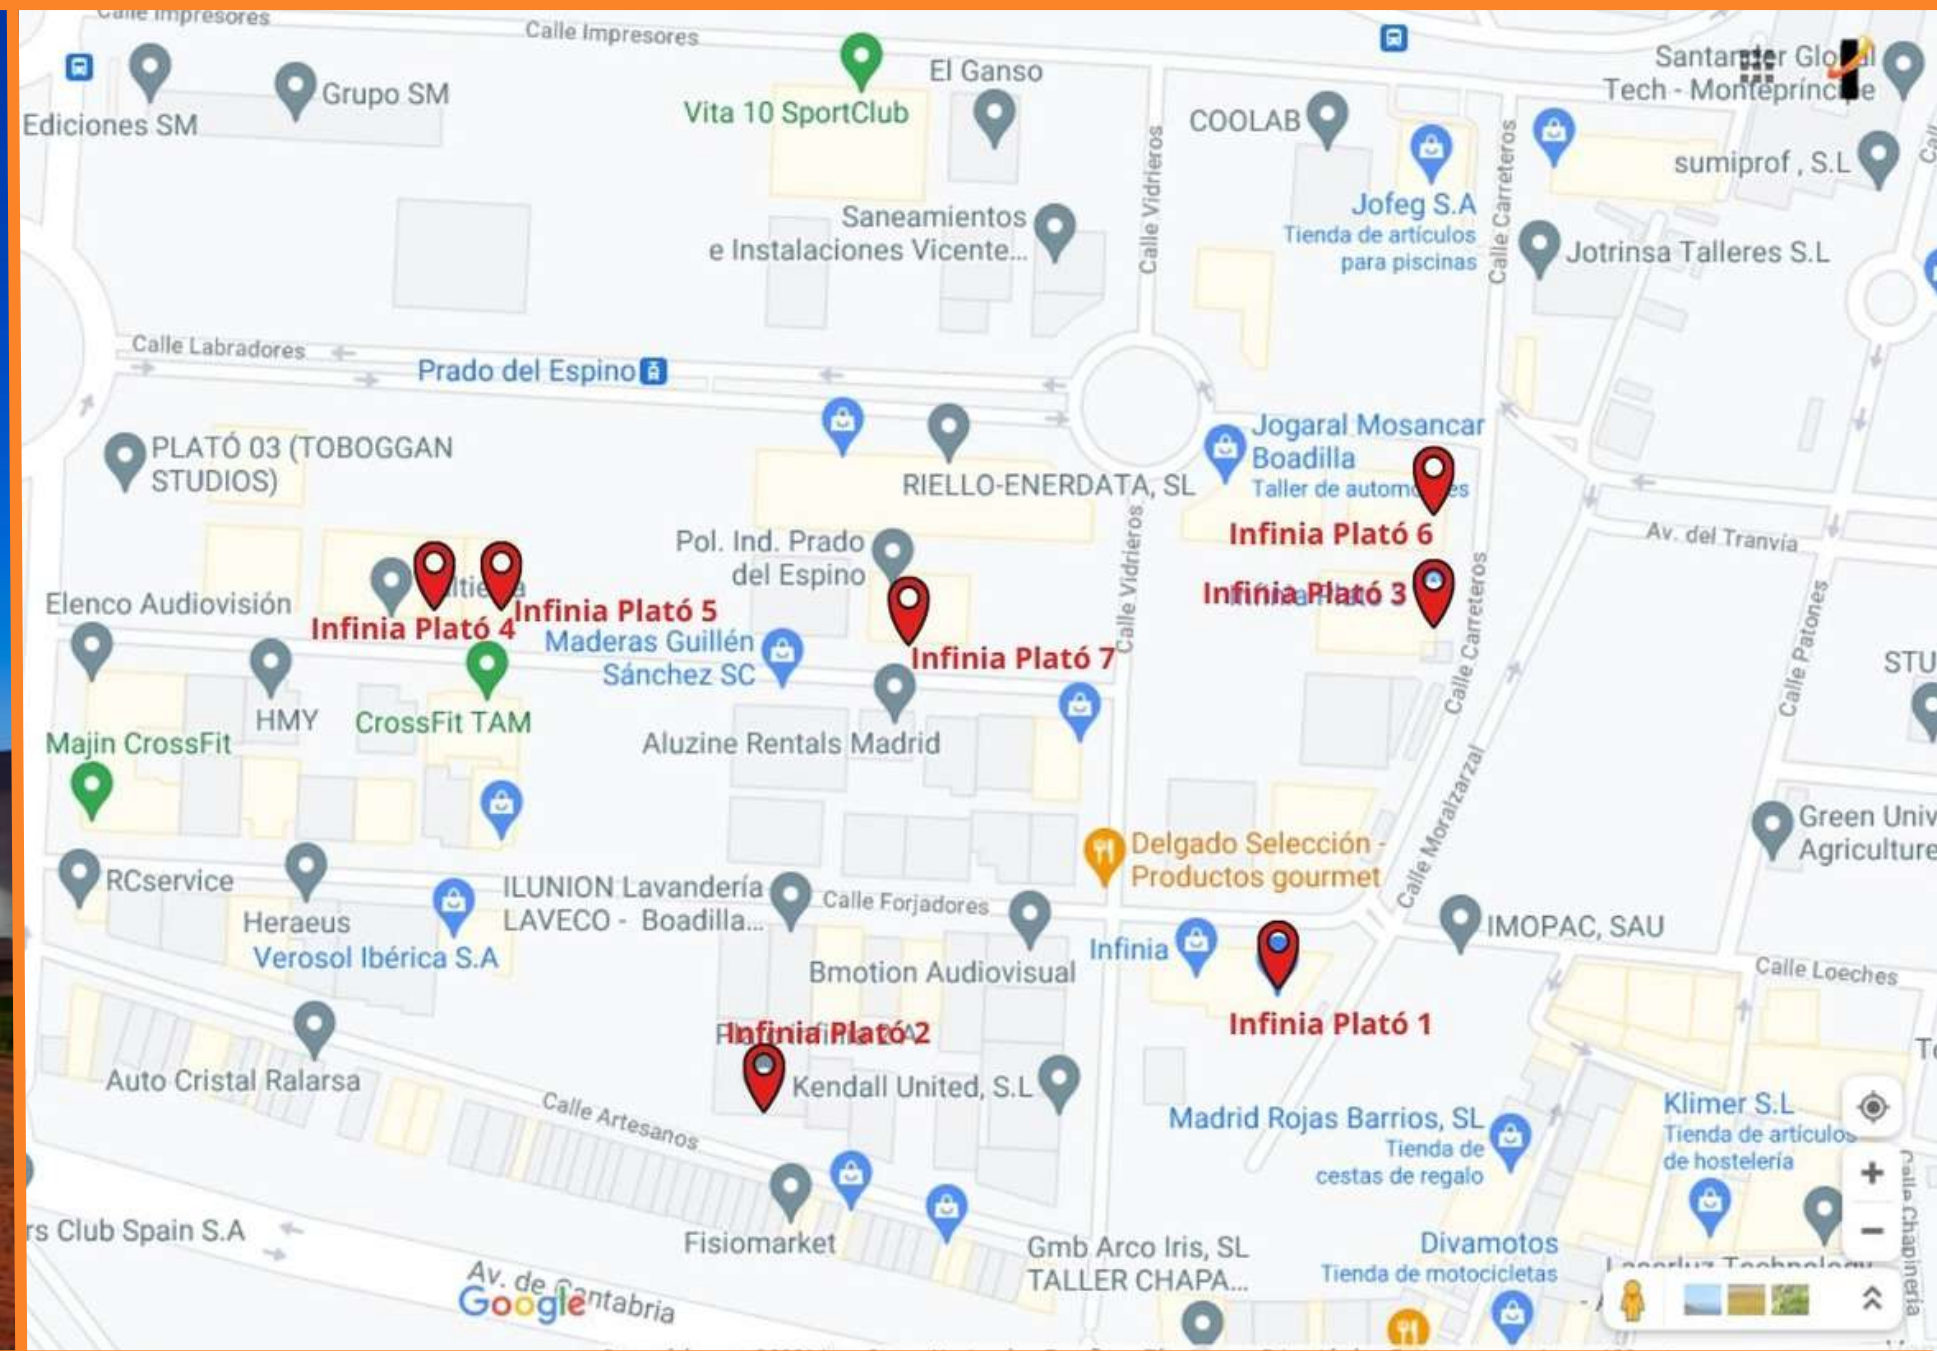 Calle Impresores
Calle Impresores
Santander Global
Tech - Montepríncipe
Grupo SM
Ediciones SM
Vita 10 SportClub
El Ganso
COOLAB
sumiprof , S.L
Jofeg S.A
Tienda de artículos
para piscinas
Calle Vidrieros
Calle Carreteros
Saneamientos
e Instalaciones Vicente...
Jotrinsa Talleres S.L
Calle Labradores
Prado del Espino
PLATÓ 03 (TOBOGGAN
STUDIOS)
RIELLO-ENERDATA, SL
Jogaral Mosancar
Boadilla
Taller de
Infinia Plató 6
Pol. Ind. Prado
del Espino
Calle Vidrieros
Av. del Tranvía
Elenco Audiovisión
Infinia Plató 4
Infinia Plató 5
Infinia Plató 3
Maderas Guillén
Sánchez SC
Infinia Plató 7
Calle Carreteros
Calle Patones
STU
HMY
CrossFit TAM
Majin CrossFit
Aluzine Rentals Madrid
Calle Moralzarzal
Green Univ
Agriculture
Delgado Selección -
Productos gourmet
RCservice
Heraeus
Verosol Ibérica S.A
ILUNION Lavandería
LAVECO - Boadilla...
Calle Forjadores
Bmotion Audiovisual
Infinia
IMOPAC, SAU
Calle Loeches
Infinia Plató 1
Infinia Plató 2
Auto Cristal Ralarsa
Kendall United, S.L
Calle Artesanos
Madrid Rojas Barrios, SL
Tienda de
cestas de regalo
Klimer S.L
Tienda de artículos
de hostelería
Calle Chapinería
rs Club Spain S.A
Fisiomarket
Gmb Arco Iris, SL
TALLER CHAPA...
Divamotos
Tienda de motocicletas
Av. de Cantabria
Google